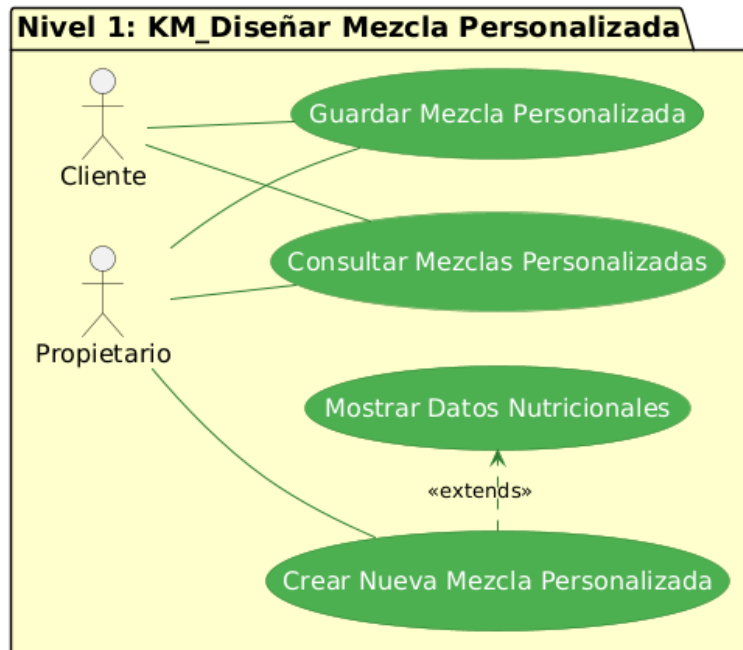 Nivel 1: KM_Diseñar Mezcla Personalizada
Guardar Mezcla Personalizada
Cliente
Consultar Mezclas Personalizadas
Propietario
Mostrar Datos Nutricionales
«extends»
Crear Nueva Mezcla Personalizada